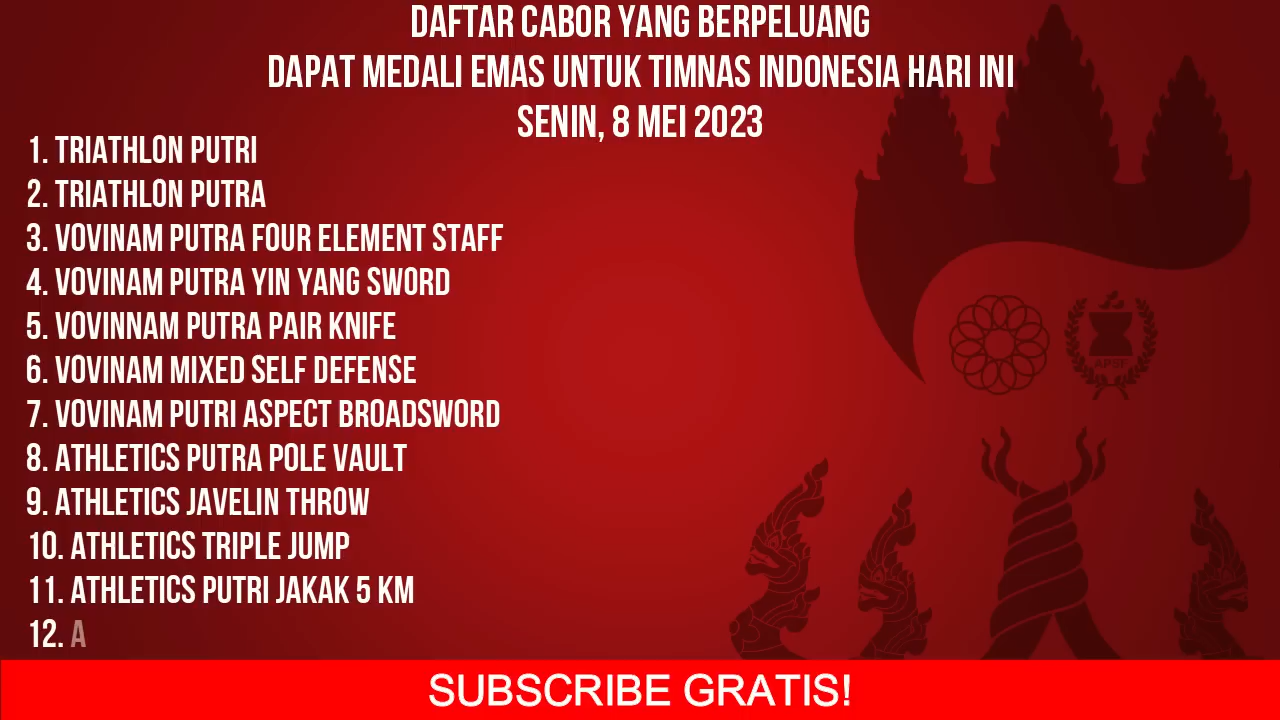 DAFTAR CABOR YANG BERPELUANG
DAPAT MEDALI EMAS UNTUK TIMNAS INDONESIA HARI INI
SENIN, 8 MEI 2023
1. TRIATHLON PUTRI
2. TRIATHLON PUTRA
3. VOVINAM PUTRA FOUR ELEMENT STAFF
4. VOVINAM PUTRA YIN YANG SWORD
5. VOVINNAM PUTRA PAIR KNIFE
6. VOVINAM MIXED SELF DEFENSE
7. VOVINAM PUTRI ASPECT BROADSWORD
8. ATHLETICS PUTRA POLE VAULT
9. ATHLETICS JAVELIN THROW
10. ATHLETICS TRIPLE JUMP
11. ATHLETICS PUTRI JAKAK 5 KM
12. A
SUBSCRIBE GRATIS!